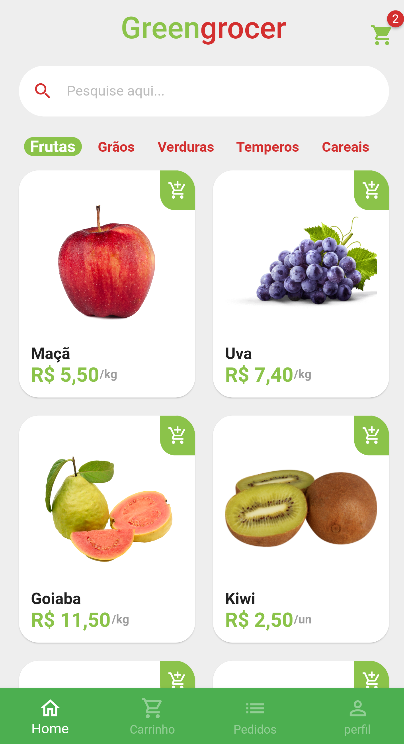 Greengrocer
2
Pesquise aqui...
Frutas Grãos Verduras Temperos Careais
Maçã
R$ 5,50/kg
Uva
R$ 7,40/kg
Goiaba
R$ 11,50/kg
Kiwi
R$ 2,50/un
Home Carrinho Pedidos perfil